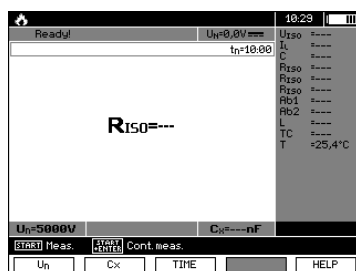 10:29
Ready! UN=0,0V
tn=10:00
RISO=---
UISO =---
IL =---
C =---
RISO =---
RISO =---
RISO =---
Ab1 =---
Ab2 =---
L =---
TC =---
T =25,4°C
Un=5000V CX=---nF
START Meas. START +ENTER Cont. meas.
Un Cx TIME HELP